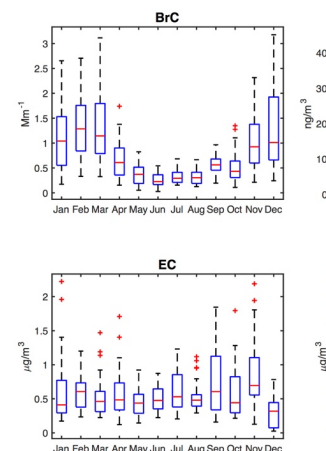 BrC
3
2.5
2
1.5
1
0.5
0
Mm-1
Jan Feb Mar Apr May Jun Jul Aug Sep Oct Nov Dec
40
30
20
10
0
ng/m3
EC
2
1.5
1
0.5
0
μg/m3
Jan Feb Mar Apr May Jun Jul Aug Sep Oct Nov Dec
μg/m3